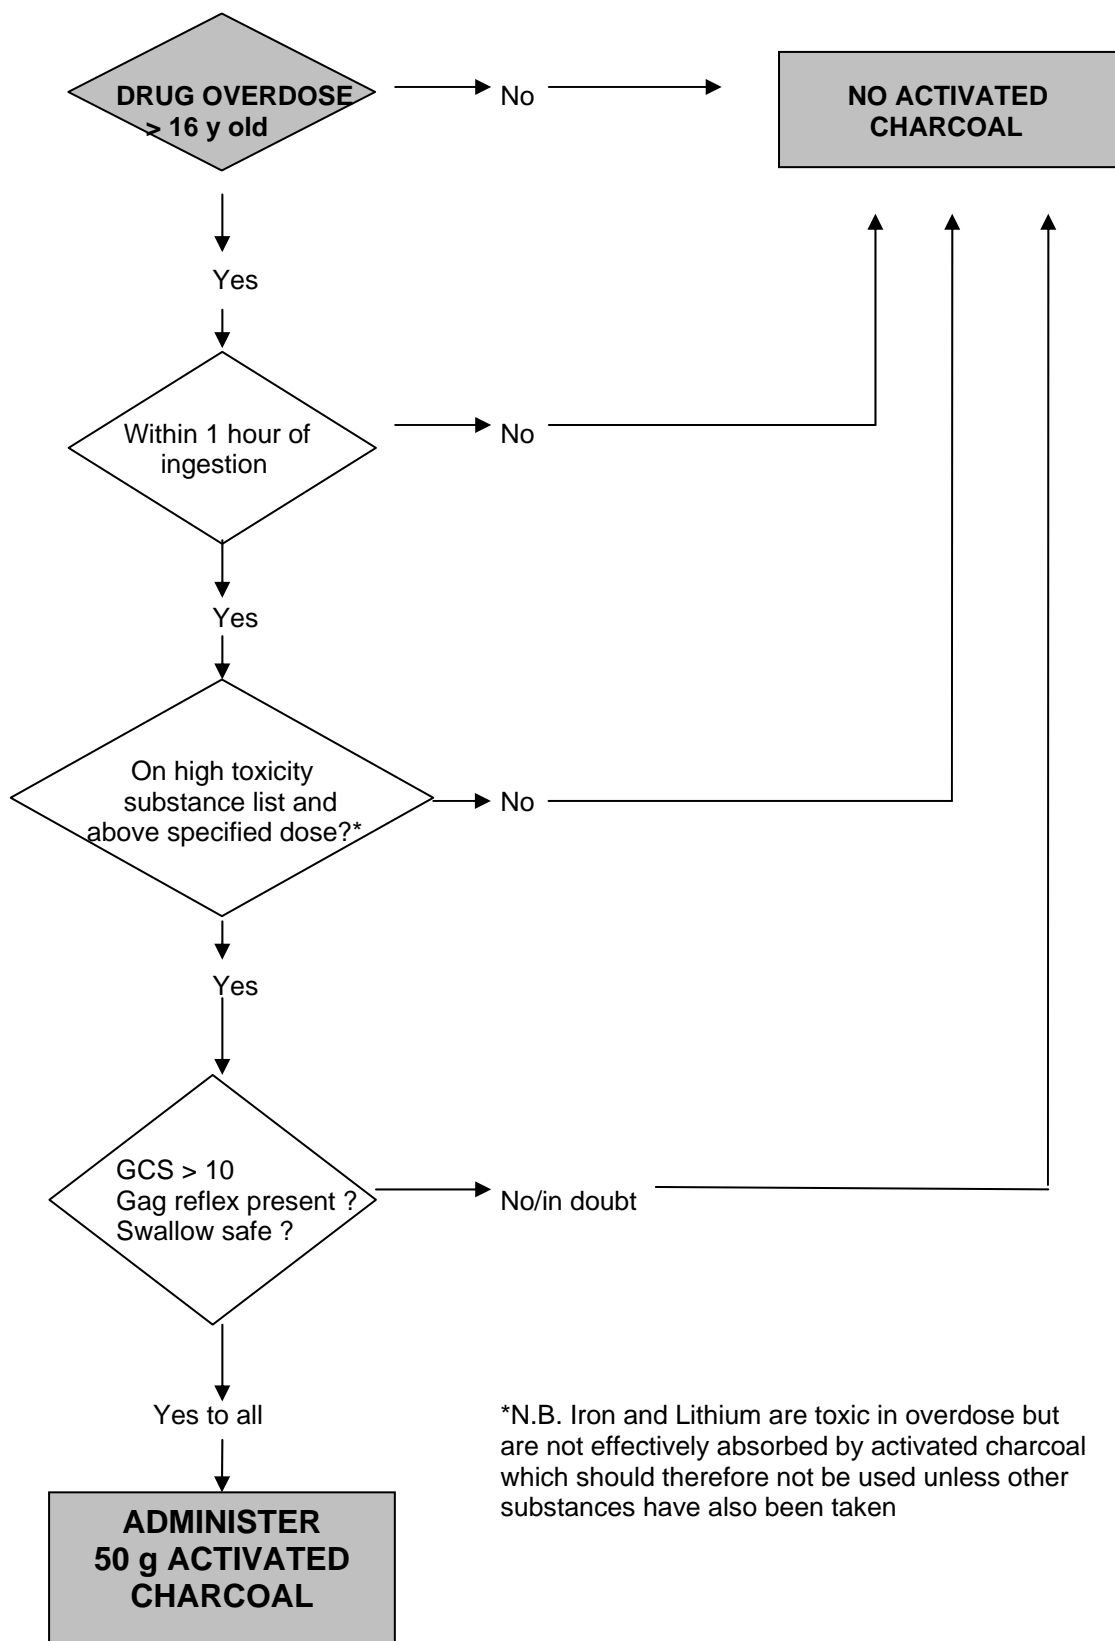 DRUG OVERDOSE
> 16 y old
No
NO ACTIVATED
CHARCOAL
Yes
Within 1 hour of
ingestion
No
Yes
On high toxicity
substance list and
above specified dose?*
No
Yes
GCS > 10
Gag reflex present ?
Swallow safe ?
No/in doubt
Yes to all
*N.B. Iron and Lithium are toxic in overdose but
are not effectively absorbed by activated charcoal
which should therefore not be used unless other
substances have also been taken
ADMINISTER
50 g ACTIVATED
CHARCOAL